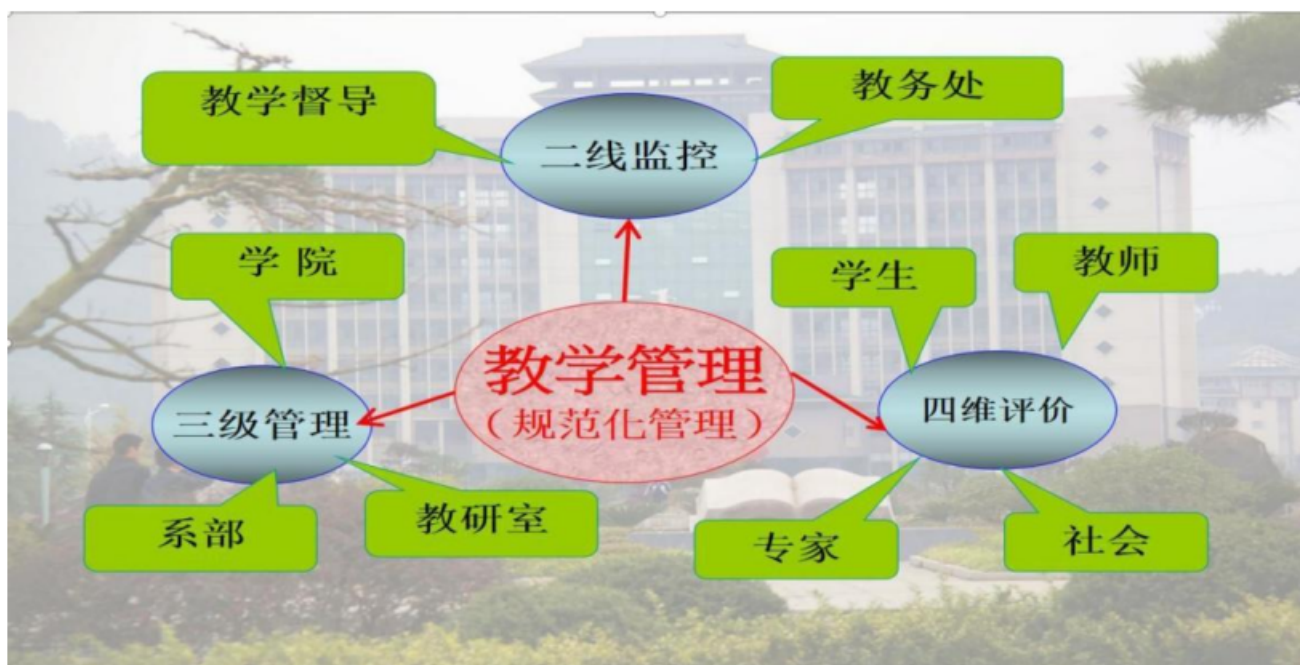 教学督导
教务处
二线监控
学 院
学生
教师
教学管理
（规范化管理）
三级管理
四维评价
系部
教研室
专家
社会